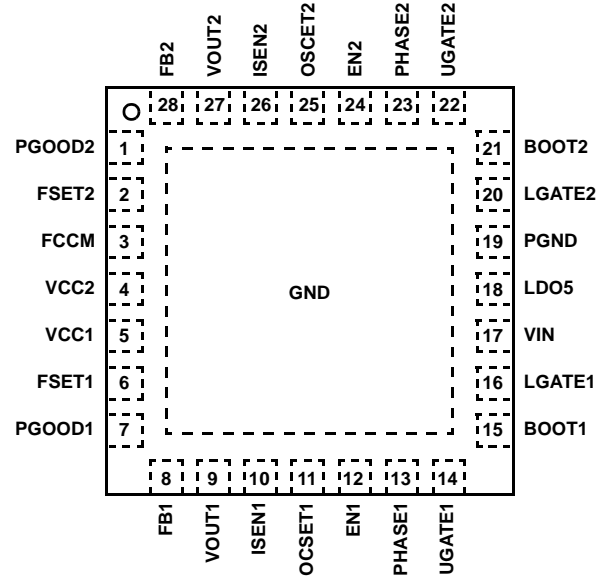 FB2
VOUT2
ISEN2
OSCET2
EN2
PHASE2
UGATE2
28
27
26
25
24
23
22
PGOOD2
1
FSET2
2
FCCM
3
VCC2
4
VCC1
5
FSET1
6
PGOOD1
7
GND
21
BOOT2
20
LGATE2
19
PGND
18
LDO5
17
VIN
16
LGATE1
15
BOOT1
8
9
10
11
12
13
14
FB1
VOUT1
ISEN1
OCSET1
EN1
PHASE1
UGATE1